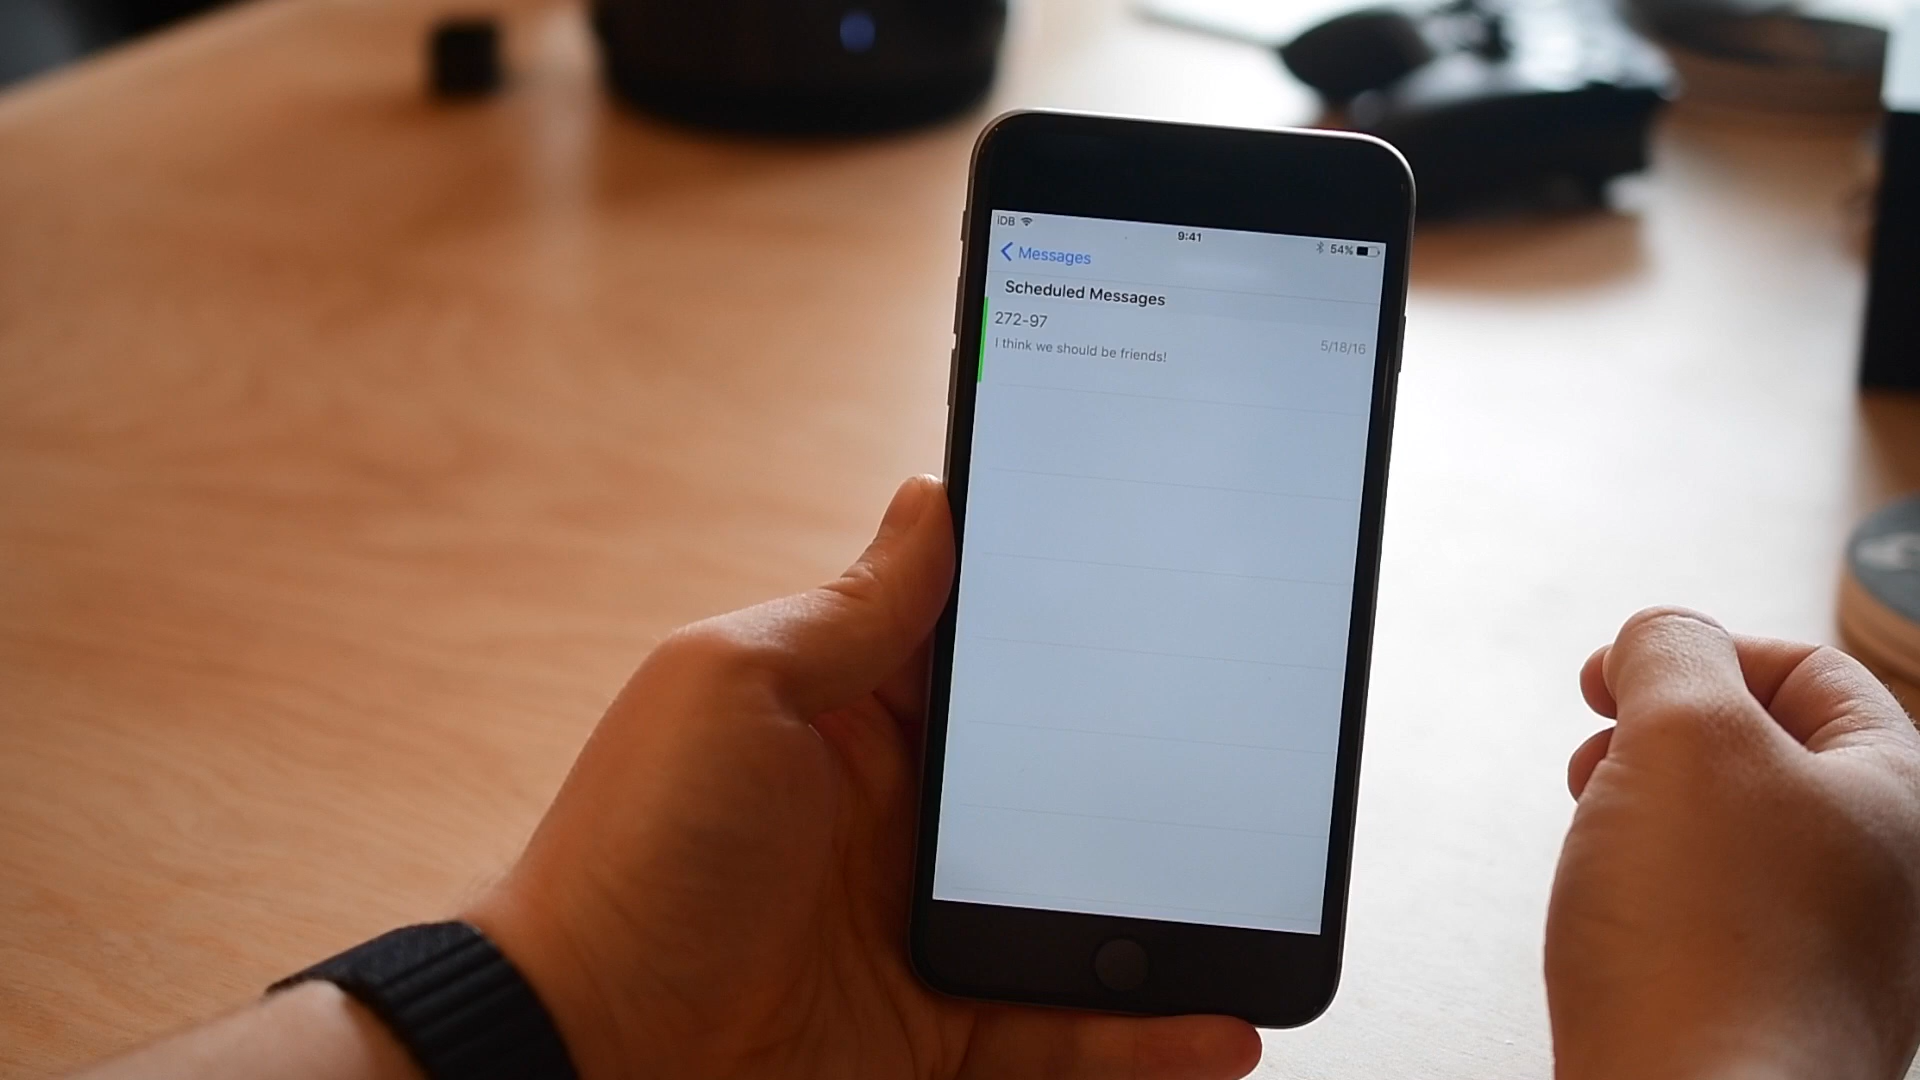 iDB
9:41
54%
Messages
Scheduled Messages
272-97
I think we should be friends!
5/18/16